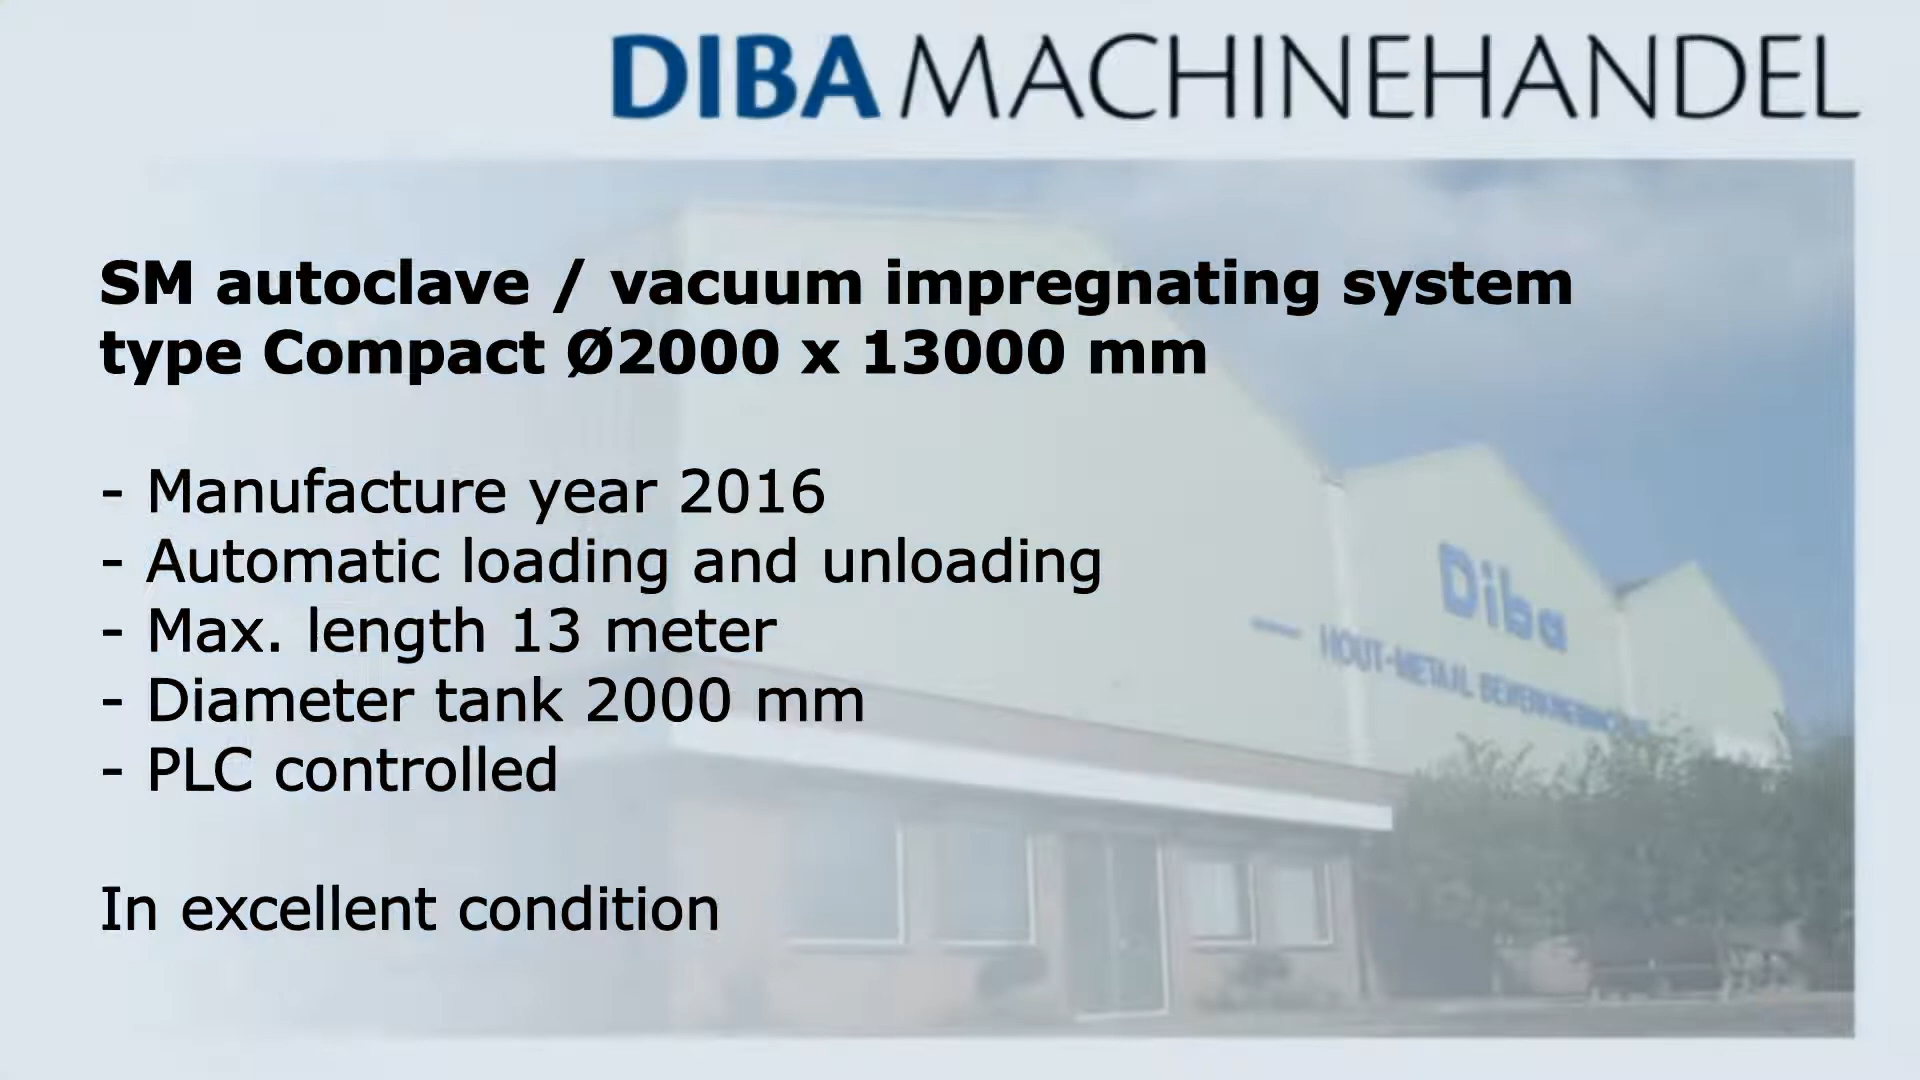 DIBA MACHINEHANDEL
SM autoclave / vacuum impregnating system
type Compact Ø2000 x 13000 mm
- Manufacture year 2016
- Automatic loading and unloading
- Max. length 13 meter
- Diameter tank 2000 mm
- PLC controlled
In excellent condition
Diba
HOUT-METAAL